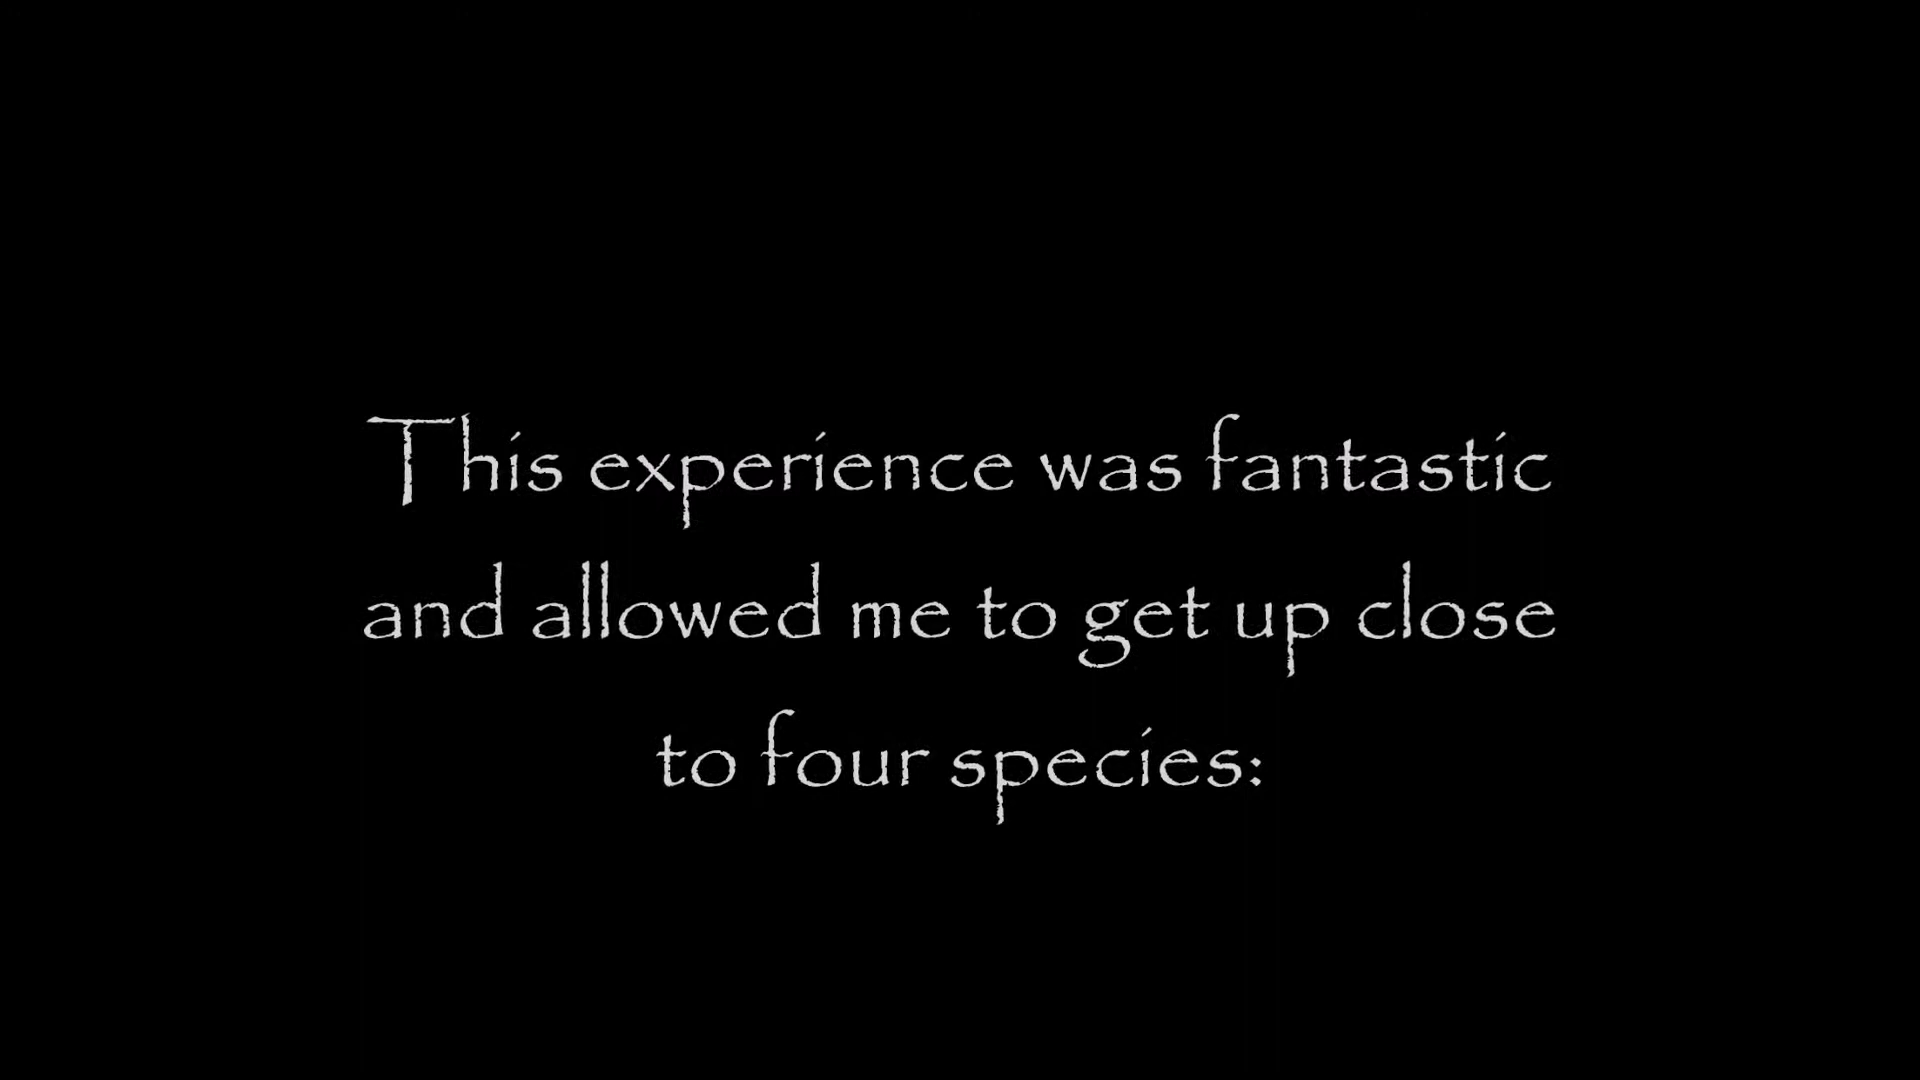 This experience was fantastic
and allowed me to get up close
to four species: